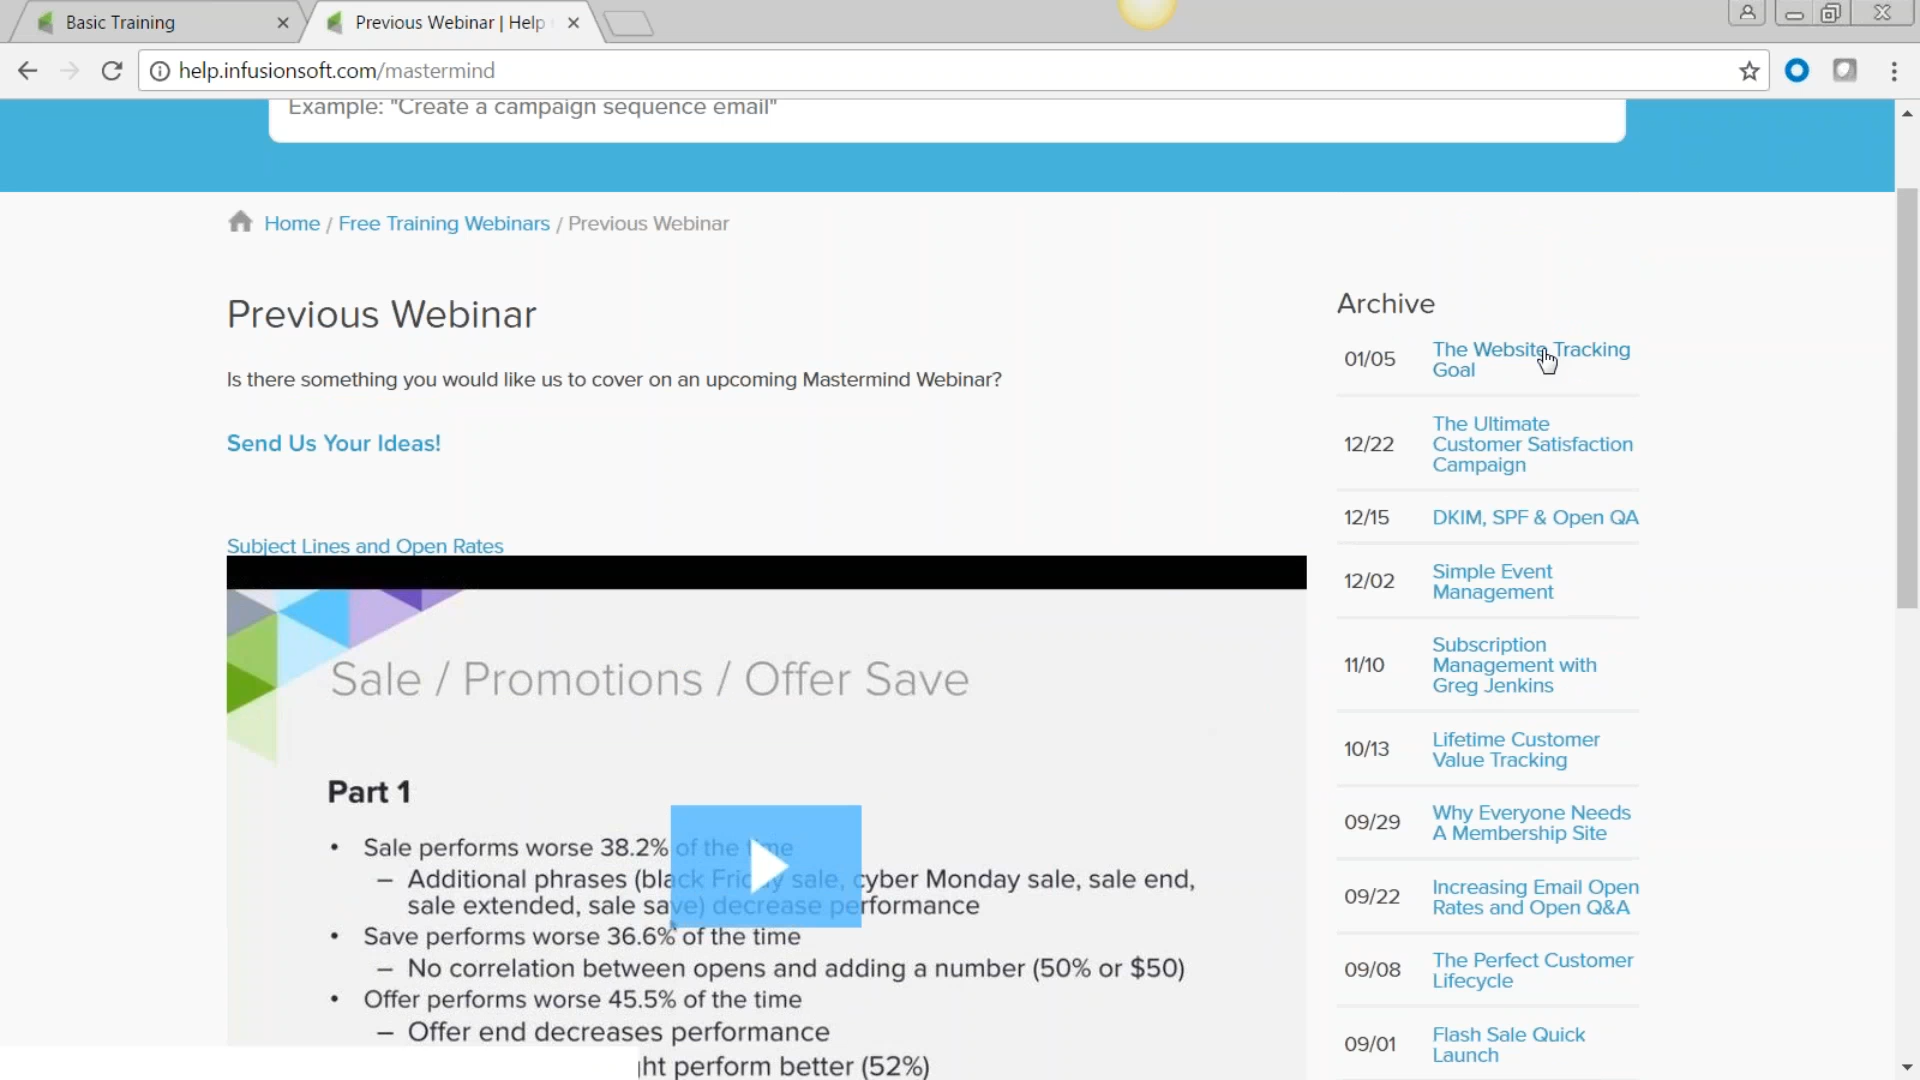 Basic Training
Previous Webinar | Help
help.infusionsoft.com/mastermind
Example: "Create a campaign sequence email"
Home / Free Training Webinars / Previous Webinar
Previous Webinar
Is there something you would like us to cover on an upcoming Mastermind Webinar?
Send Us Your Ideas!
Subject Lines and Open Rates
Sale / Promotions / Offer Save
Part 1
• Sale performs worse 38.2% of the time
– Additional phrases (black Friday sale, cyber Monday sale, sale end,
sale extended, sale save) decrease performance
• Save performs worse 36.6% of the time
– No correlation between opens and adding a number (50% or $50)
• Offer performs worse 45.5% of the time
– Offer end decreases performance
ht perform better (52%)
Archive
01/05 The Website Tracking
Goal
12/22 The Ultimate
Customer Satisfaction
Campaign
12/15 DKIM, SPF & Open QA
12/02 Simple Event
Management
11/10 Subscription
Management with
Greg Jenkins
10/13 Lifetime Customer
Value Tracking
09/29 Why Everyone Needs
A Membership Site
09/22 Increasing Email Open
Rates and Open Q&A
09/08 The Perfect Customer
Lifecycle
09/01 Flash Sale Quick
Launch